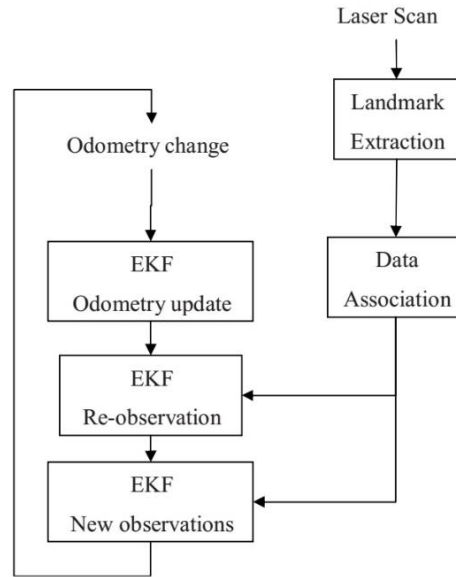 Laser Scan
Landmark
Extraction
Odometry change
EKF
Odometry update
Data
Association
EKF
Re-observation
EKF
New observations